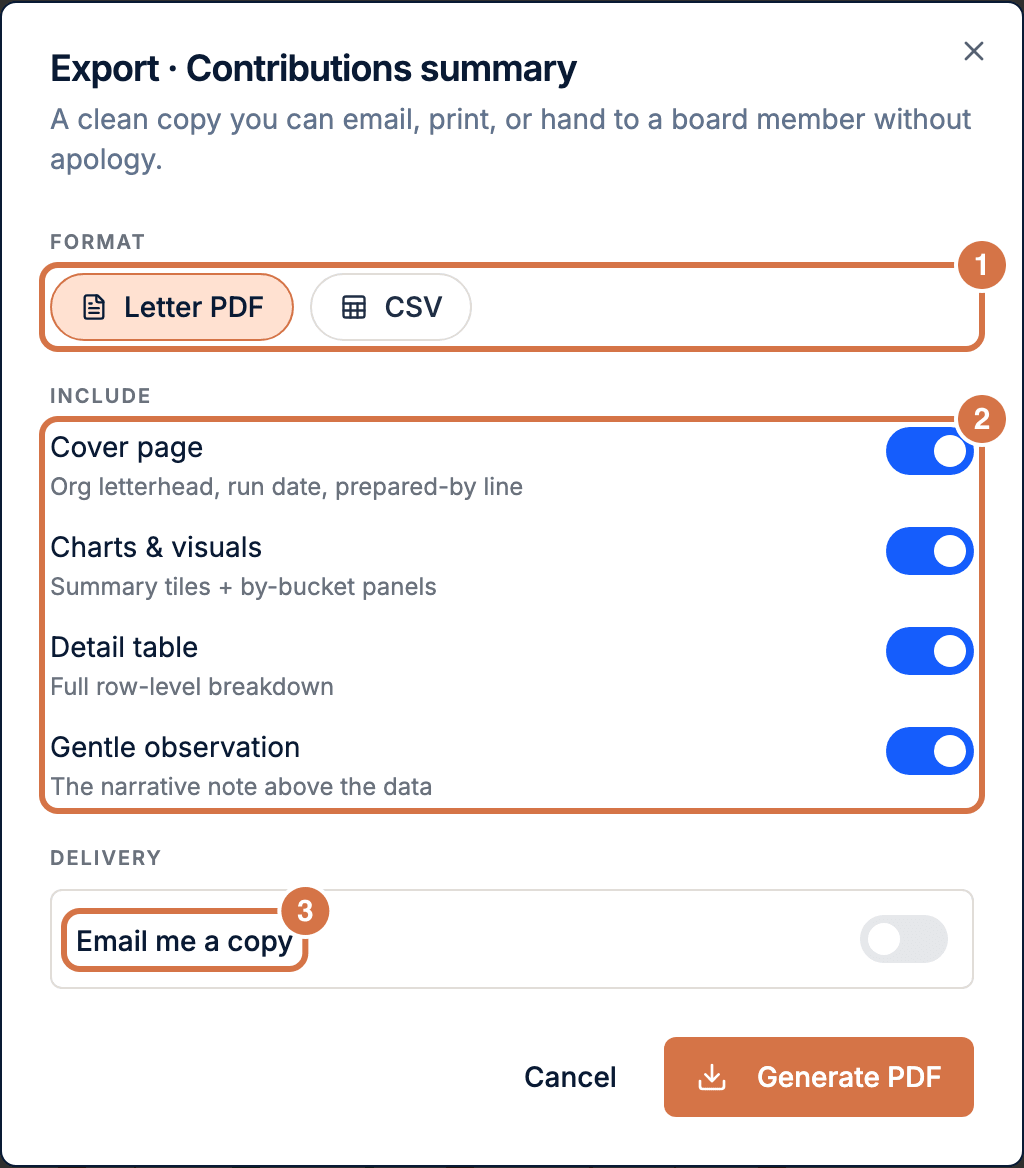 Export · Contributions summary
A clean copy you can email, print, or hand to a board member without
apology.
FORMAT
1
Letter PDF
CSV
INCLUDE
2
Cover page
Org letterhead, run date, prepared-by line
Charts & visuals
Summary tiles + by-bucket panels
Detail table
Full row-level breakdown
Gentle observation
The narrative note above the data
DELIVERY
3
Email me a copy
Cancel
Generate PDF